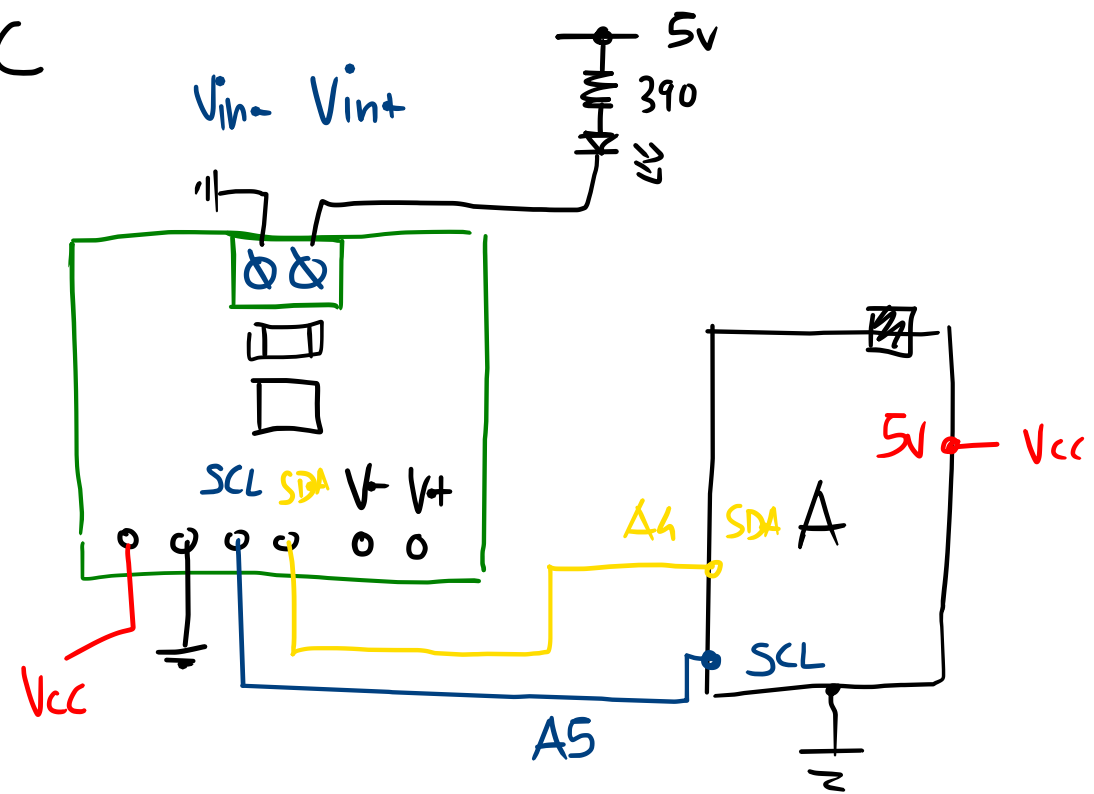 C
5v
390
Vin- Vin+
5V
Vcc
SCL SDA V- V+
A4
SDA A
SCL
Vcc
A5